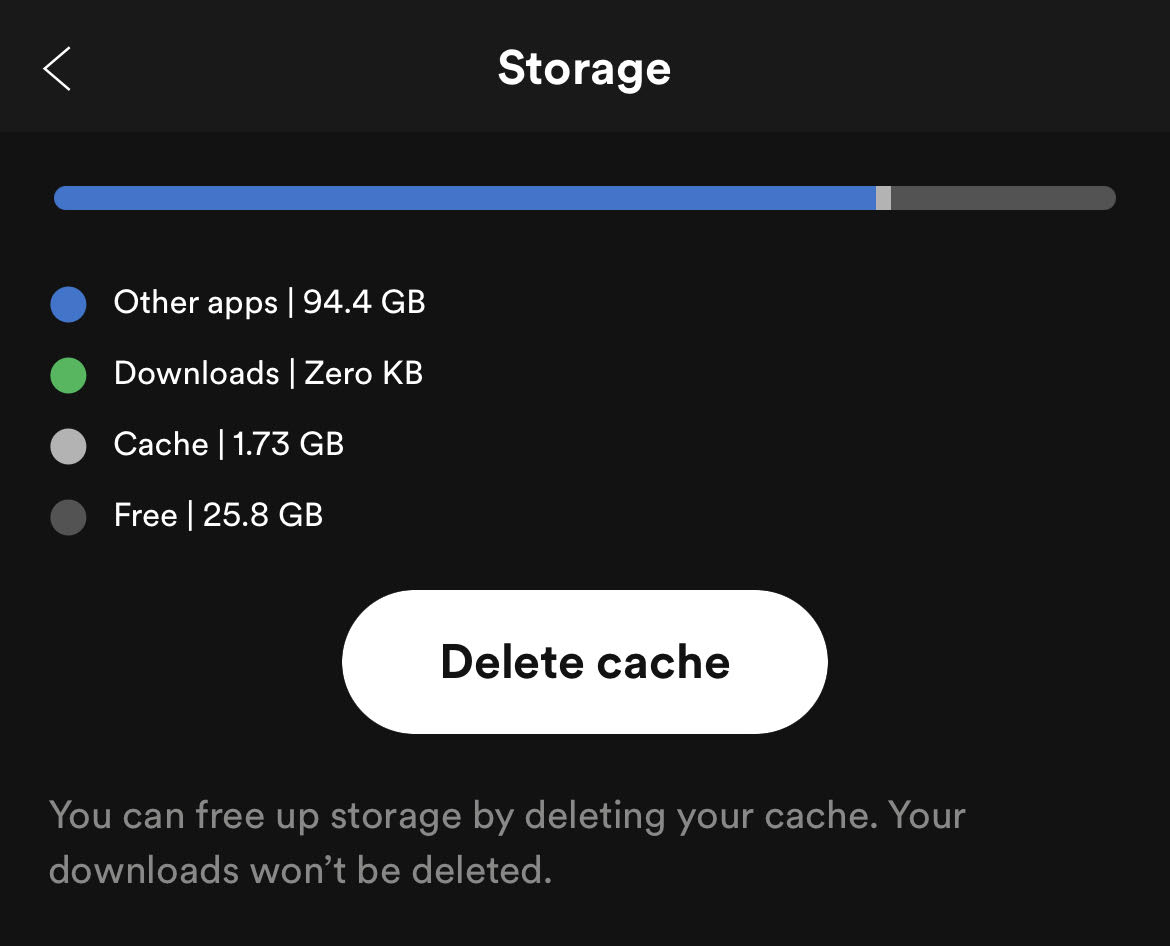 Storage
Other apps | 94.4 GB
Downloads | Zero KB
Cache | 1.73 GB
Free | 25.8 GB
Delete cache
You can free up storage by deleting your cache. Your
downloads won’t be deleted.